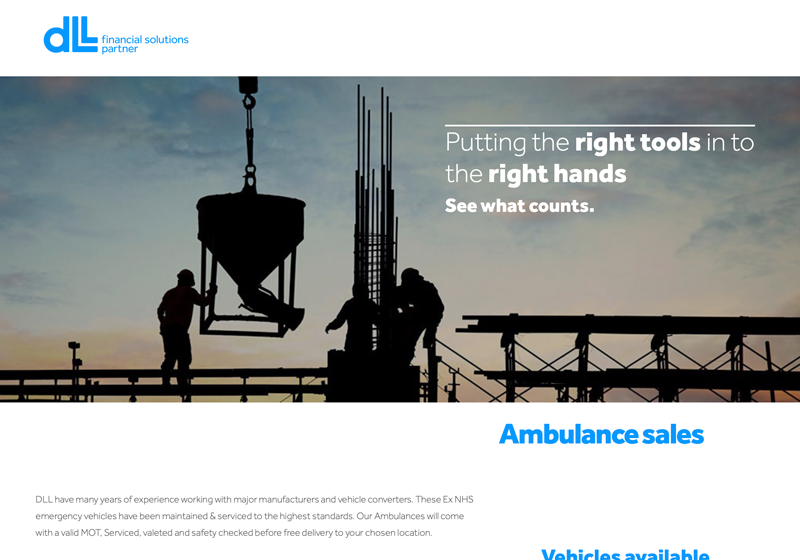 dLL financial solutions
partner
Putting the right tools in to
the right hands
See what counts.
Ambulance sales
DLL have many years of experience working with major manufacturers and vehicle converters. These Ex NHS
emergency vehicles have been maintained & serviced to the highest standards. Our Ambulances will come
with a valid MOT, Serviced, valeted and safety checked before free delivery to your chosen location.
Vehicles available